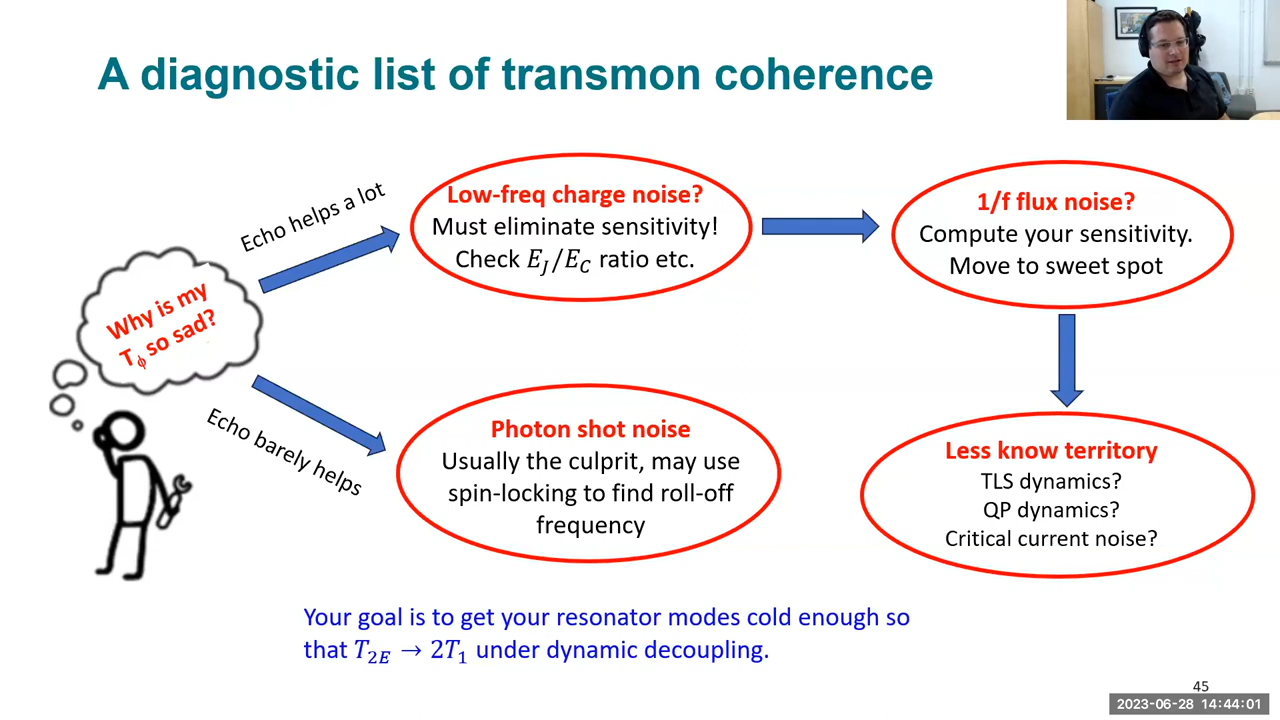 A diagnostic list of transmon coherence
Why is my
T_ϕ so sad?
Echo helps a lot
Low-freq charge noise?
Must eliminate sensitivity!
Check E_J/E_C ratio etc.
1/f flux noise?
Compute your sensitivity.
Move to sweet spot
Echo barely helps
Photon shot noise
Usually the culprit, may use
spin-locking to find roll-off
frequency
Less know territory
TLS dynamics?
QP dynamics?
Critical current noise?
Your goal is to get your resonator modes cold enough so
that T_2E → 2T_1 under dynamic decoupling.
45
2023-06-28 14:44:01